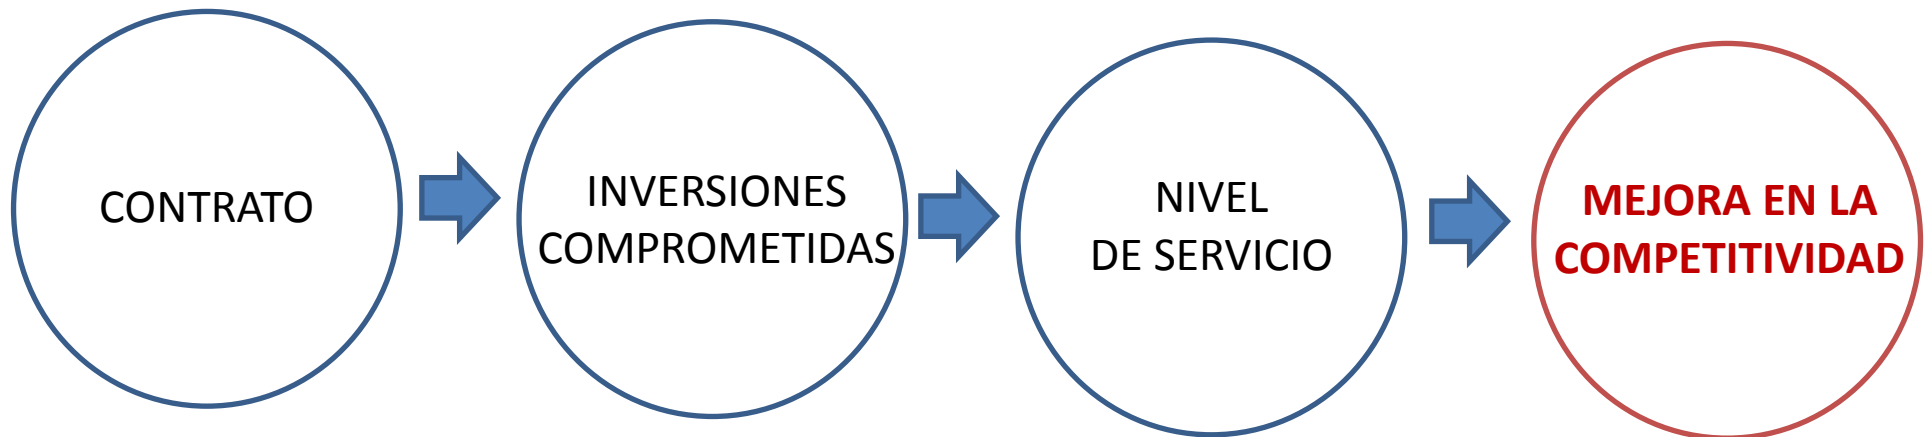 CONTRATO
INVERSIONES
COMPROMETIDAS
NIVEL
DE SERVICIO
MEJORA EN LA
COMPETITIVIDAD